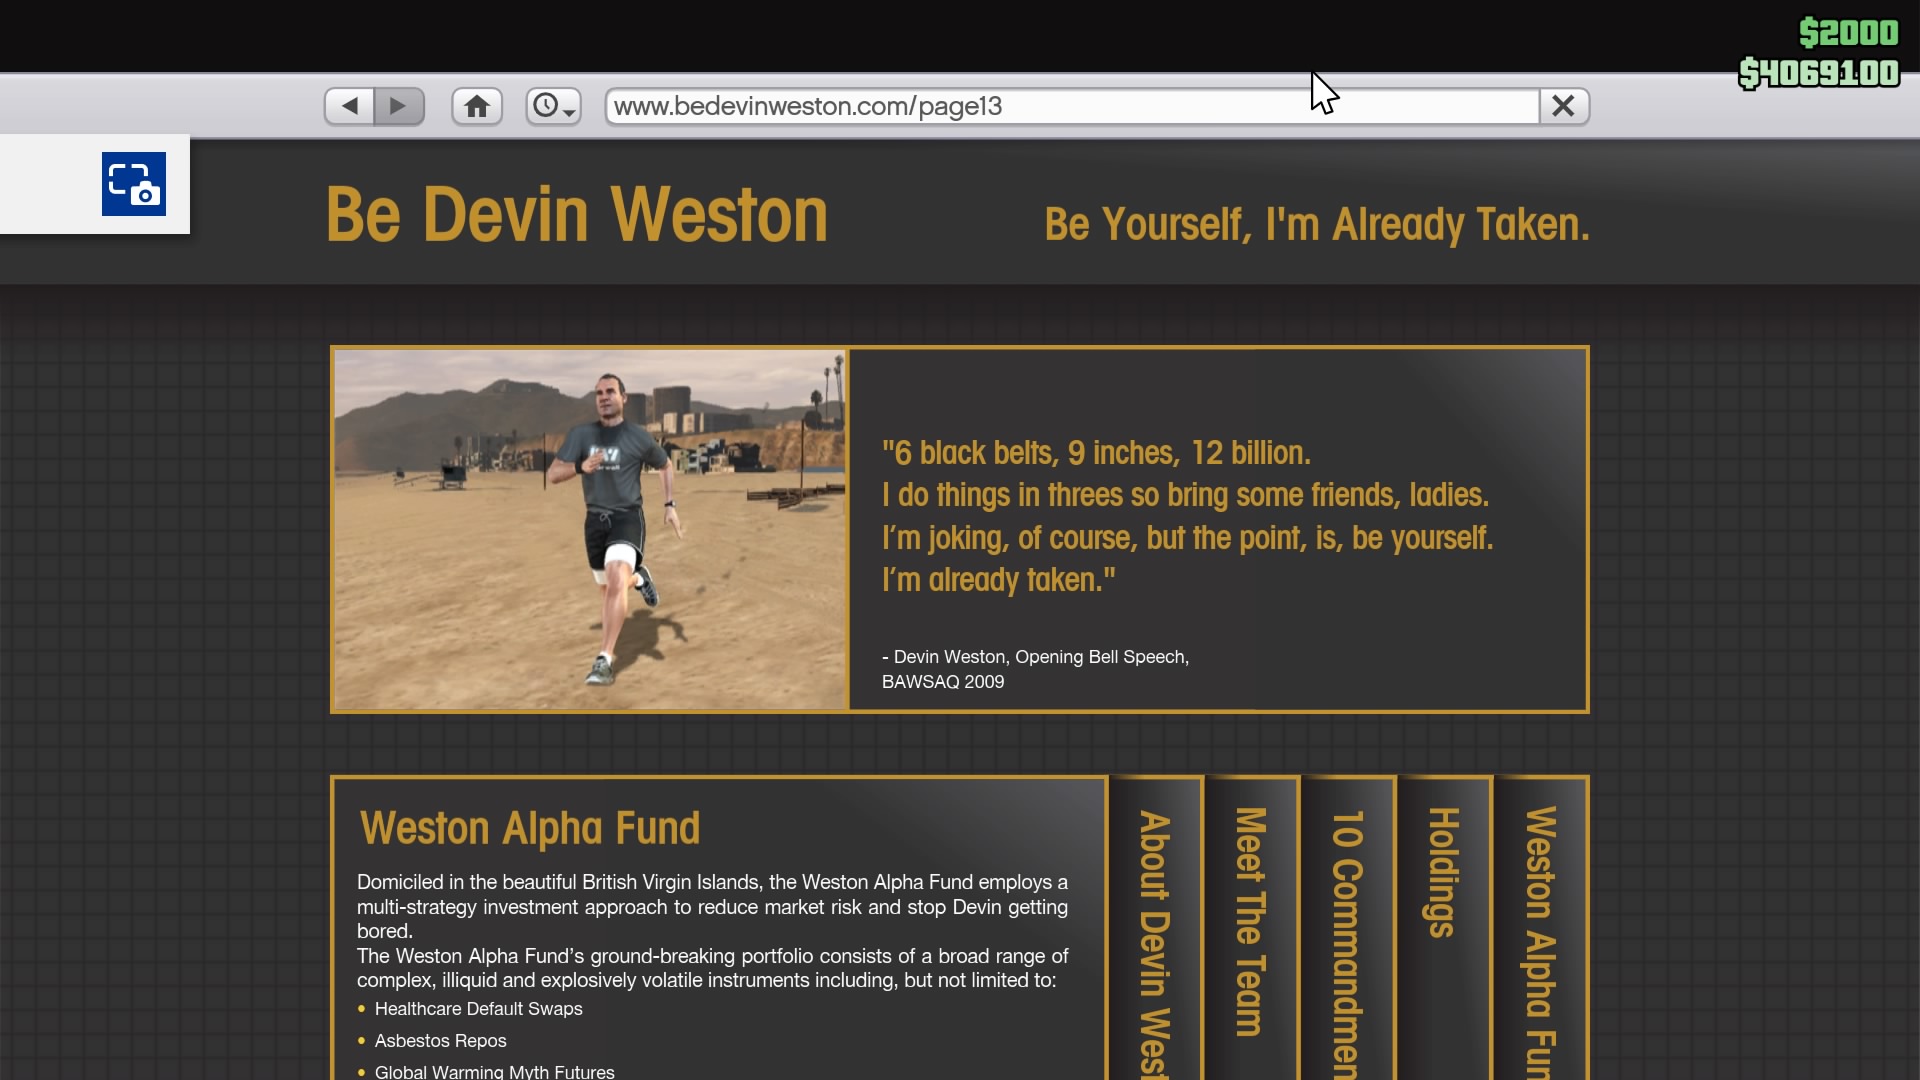 $2000
$4069100
www.bedevinweston.com/page13
Be Devin Weston
Be Yourself, I'm Already Taken.
"6 black belts, 9 inches, 12 billion.
I do things in threes so bring some friends, ladies.
I'm joking, of course, but the point, is, be yourself.
I'm already taken."
- Devin Weston, Opening Bell Speech,
BAWSAQ 2009
Weston Alpha Fund
Domiciled in the beautiful British Virgin Islands, the Weston Alpha Fund employs a
multi-strategy investment approach to reduce market risk and stop Devin getting
bored.
The Weston Alpha Fund's ground-breaking portfolio consists of a broad range of
complex, illiquid and explosively volatile instruments including, but not limited to:
• Healthcare Default Swaps
• Asbestos Repos
• Global Warming Myth Futures
About Devin West
Meet The Team
10 Commandmen
Holdings
Weston Alpha Fun